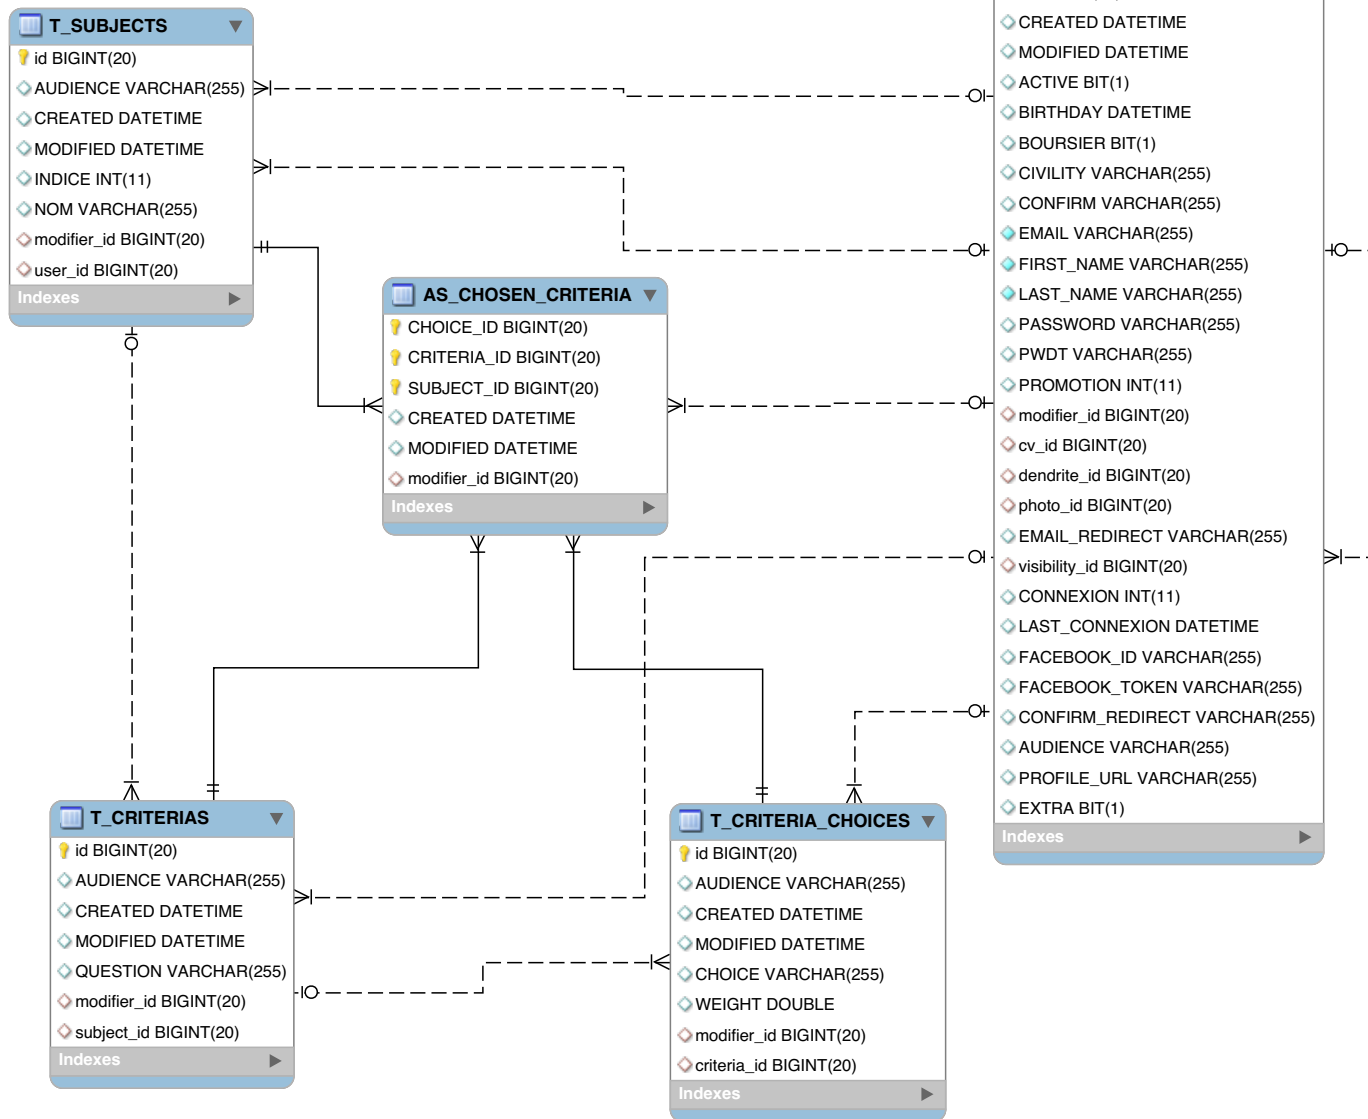 T_SUBJECTS
id BIGINT(20)
AUDIENCE VARCHAR(255)
CREATED DATETIME
MODIFIED DATETIME
INDICE INT(11)
NOM VARCHAR(255)
modifier_id BIGINT(20)
user_id BIGINT(20)
Indexes
AS_CHOSEN_CRITERIA
CHOICE_ID BIGINT(20)
CRITERIA_ID BIGINT(20)
SUBJECT_ID BIGINT(20)
CREATED DATETIME
MODIFIED DATETIME
modifier_id BIGINT(20)
Indexes
CREATED DATETIME
MODIFIED DATETIME
ACTIVE BIT(1)
BIRTHDAY DATETIME
BOURSIER BIT(1)
CIVILITY VARCHAR(255)
CONFIRM VARCHAR(255)
EMAIL VARCHAR(255)
FIRST_NAME VARCHAR(255)
LAST_NAME VARCHAR(255)
PASSWORD VARCHAR(255)
PWDT VARCHAR(255)
PROMOTION INT(11)
modifier_id BIGINT(20)
cv_id BIGINT(20)
dendrite_id BIGINT(20)
photo_id BIGINT(20)
EMAIL_REDIRECT VARCHAR(255)
visibility_id BIGINT(20)
CONNEXION INT(11)
LAST_CONNEXION DATETIME
FACEBOOK_ID VARCHAR(255)
FACEBOOK_TOKEN VARCHAR(255)
CONFIRM_REDIRECT VARCHAR(255)
AUDIENCE VARCHAR(255)
PROFILE_URL VARCHAR(255)
EXTRA BIT(1)
Indexes
T_CRITERIAS
id BIGINT(20)
AUDIENCE VARCHAR(255)
CREATED DATETIME
MODIFIED DATETIME
QUESTION VARCHAR(255)
modifier_id BIGINT(20)
subject_id BIGINT(20)
Indexes
T_CRITERIA_CHOICES
id BIGINT(20)
AUDIENCE VARCHAR(255)
CREATED DATETIME
MODIFIED DATETIME
CHOICE VARCHAR(255)
WEIGHT DOUBLE
modifier_id BIGINT(20)
criteria_id BIGINT(20)
Indexes